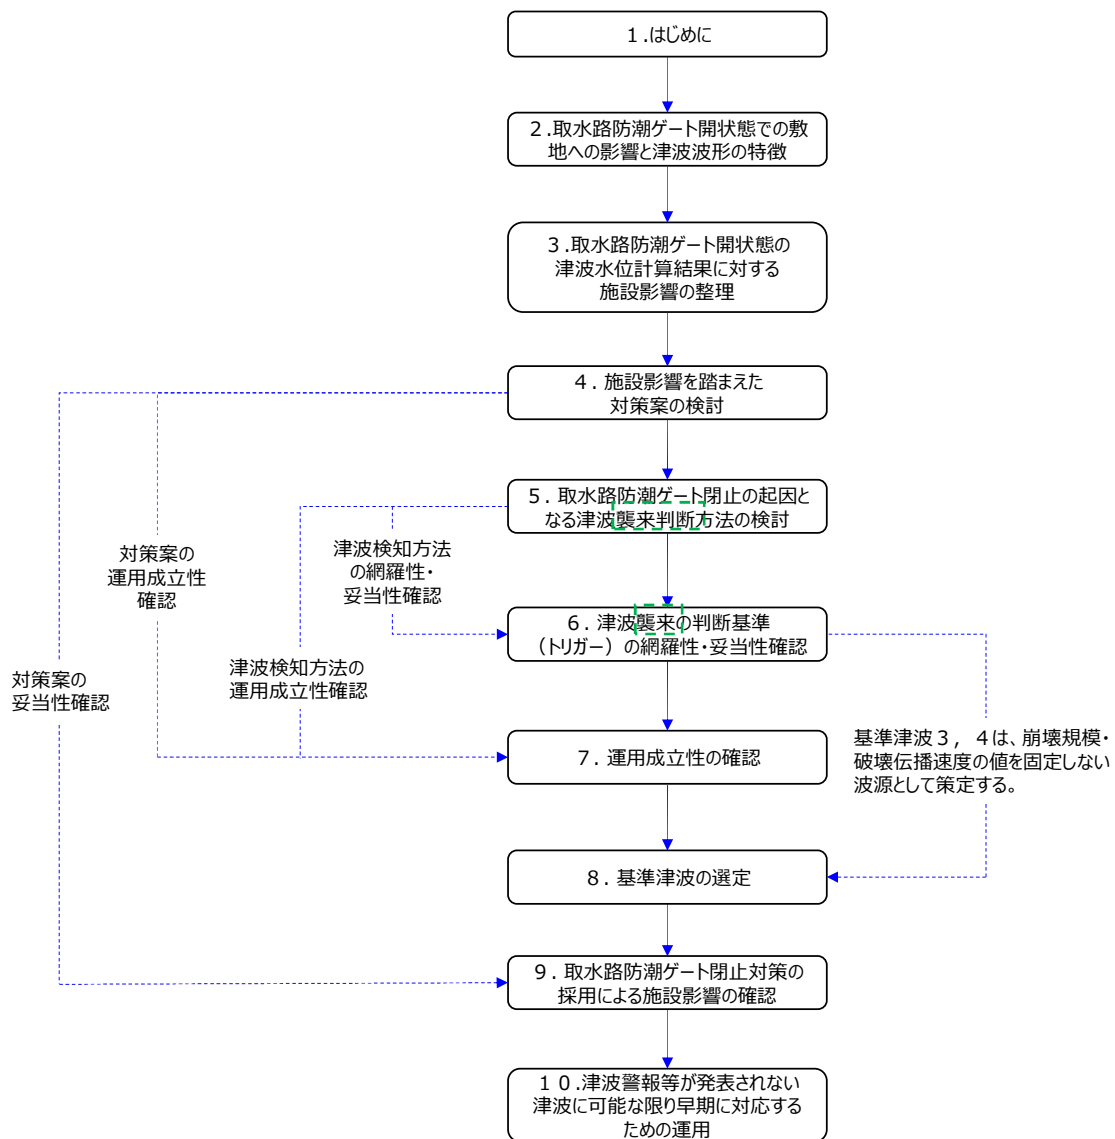 １.はじめに
２.取水路防潮ゲート開状態での敷
地への影響と津波波形の特徴
３.取水路防潮ゲート開状態の
津波水位計算結果に対する
施設影響の整理
４. 施設影響を踏まえた
対策案の検討
５. 取水路防潮ゲート閉止の起因と
なる津波襲来判断方法の検討
対策案の
運用成立性
確認
津波検知方法
の網羅性・
妥当性確認
６. 津波襲来の判断基準
（トリガー）の網羅性・妥当性確認
対策案の
妥当性確認
津波検知方法の
運用成立性確認
７. 運用成立性の確認
基準津波３，４は、崩壊規模・
破壊伝播速度の値を固定しない
波源として策定する。
８. 基準津波の選定
９. 取水路防潮ゲート閉止対策の
採用による施設影響の確認
１０.津波警報等が発表されない
津波に可能な限り早期に対応する
ための運用